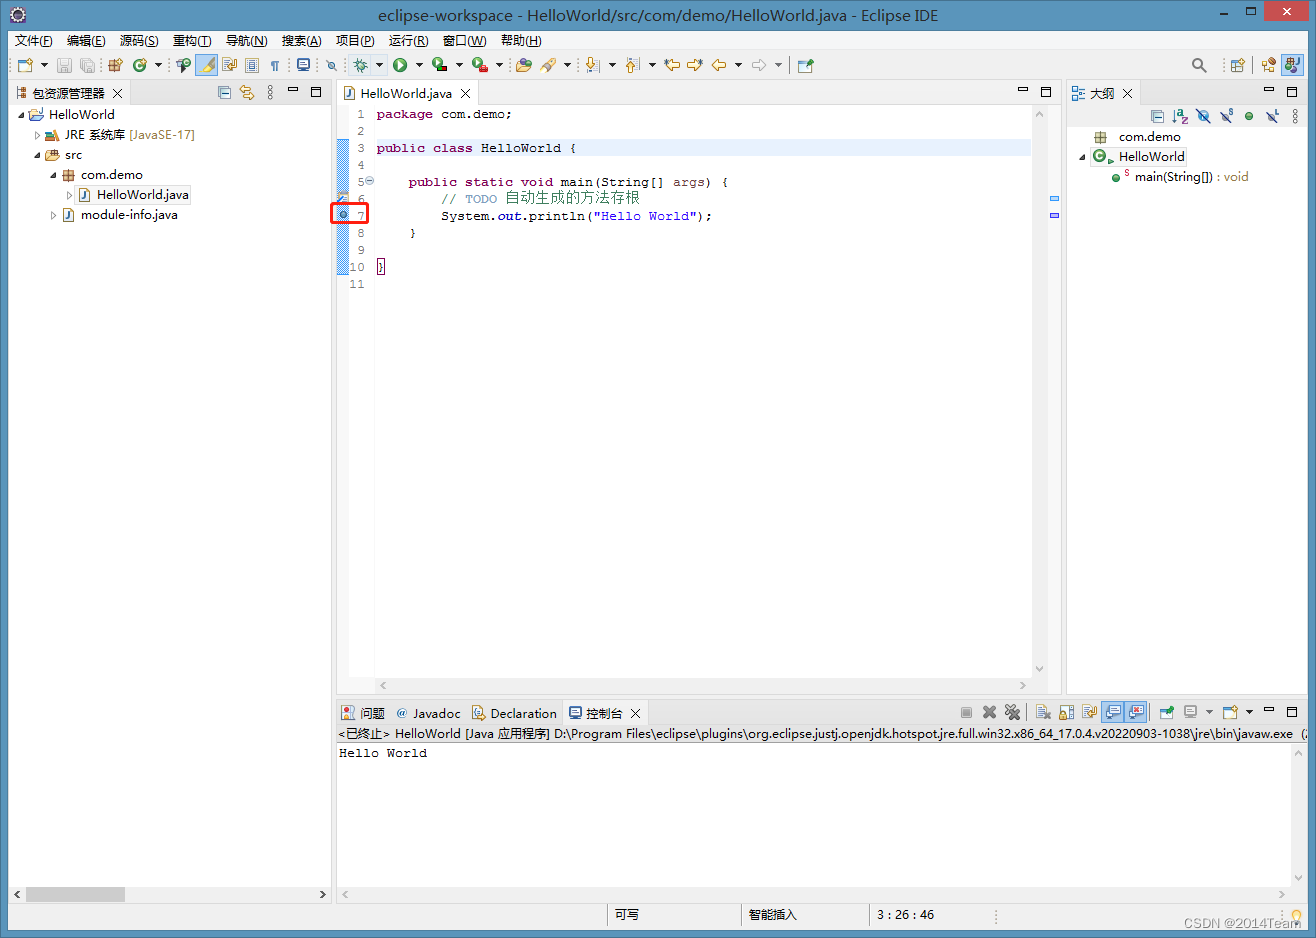 eclipse-workspace - HelloWorld/src/com/demo/HelloWorld.java - Eclipse IDE
文件(F) 编辑(E) 源码(S) 重构(T) 导航(N) 搜索(A) 项目(P) 运行(R) 窗口(W) 帮助(H)
包资源管理器
HelloWorld
JRE 系统库 [JavaSE-17]
src
com.demo
HelloWorld.java
module-info.java
HelloWorld.java
1 package com.demo;
2
3 public class HelloWorld {
4
5 public static void main(String[] args) {
6 // TODO 自动生成的方法存根
7 System.out.println("Hello World");
8 }
9
10 }
11
大纲
com.demo
HelloWorld
main(String[]) : void
问题 Javadoc Declaration 控制台
<已终止> HelloWorld [Java 应用程序] D:\Program Files\eclipse\plugins\org.eclipse.justj.openjdk.hotspot.jre.full.win32.x86_64_17.0.4.v20220903-1038\jre\bin\javaw.exe
Hello World
可写 智能插入 3 : 26 : 46
CSDN @2014Team